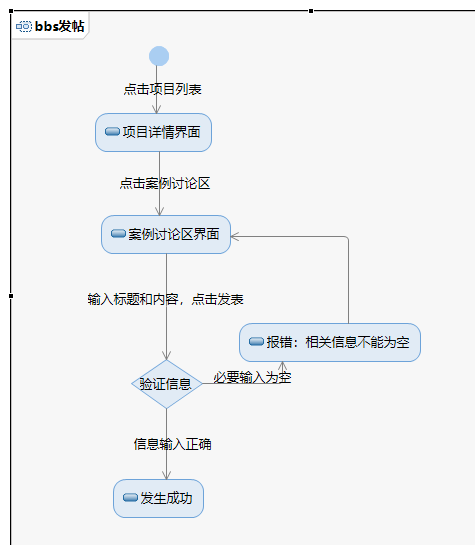 bbs发帖
点击项目列表
项目详情界面
点击案例讨论区
案例讨论区界面
输入标题和内容，点击发表
报错：相关信息不能为空
验证信息
必要输入为空
信息输入正确
发生成功